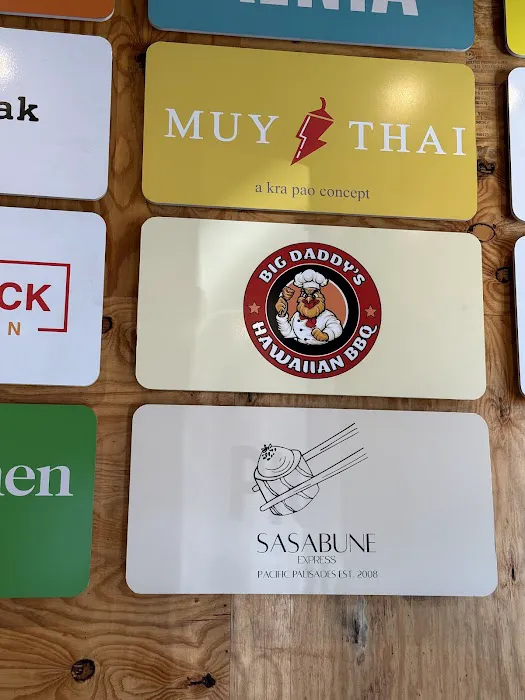 ak
MUY THAI
a kra pao concept
CK
N
BIG DADDY'S
HAWAIIAN BBQ
en
SASABUNE
EXPRESS
PACIFIC PALISADES EST. 2008